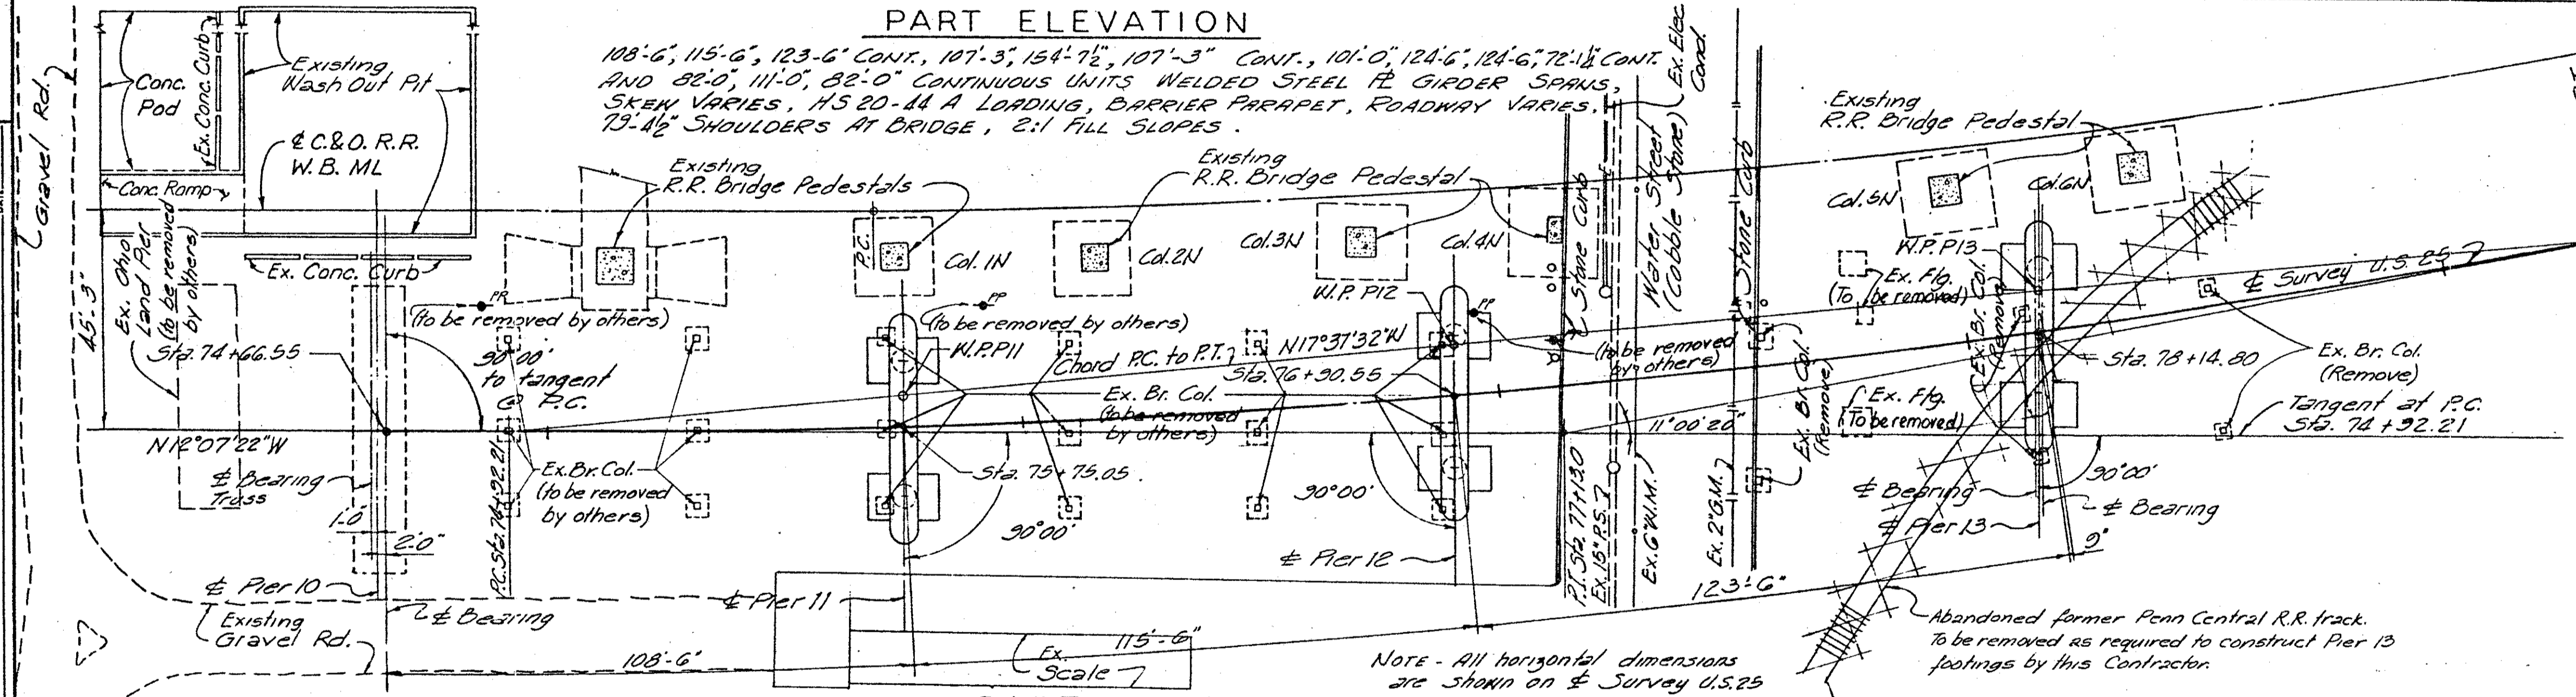 PART ELEVATION
108'-6", 115'-6", 123'-6" CONT., 107'-3", 154'-7½", 107'-3" CONT., 101'-0", 124'-6", 124'-6", 72'-1¼" CONT.
AND 82'-0", 111'-0", 82'-0" CONTINUOUS UNITS WELDED STEEL ℄ GIRDER SPANS,
SKEW VARIES, HS 20-44 A LOADING, BARRIER PARAPET, ROADWAY VARIES,
79'-4½" SHOULDERS AT BRIDGE, 2:1 FILL SLOPES.
Gravel Rd.
Conc.
Pad
Ex. Conc. Curb
Existing
Wash Out Pit
℄ C.&O. R.R.
W.B. ML
Conc. Ramp
45'-3"
Ex. Ohio
Land Pier
(to be removed
by others)
Ex. Conc. Curb
Existing
R.R. Bridge Pedestals
P.C.
Col. 1N
Existing
R.R. Bridge Pedestal
Col. 2N
Col. 3N
Col. 4N
Stone Curb
Water Street
(Cobble Stone)
Ex. Elec
Cond.
Stone Curb
Existing
R.R. Bridge Pedestal
Col. 5N
Col. 6N
PP
(to be removed by others)
PP
(to be removed by others)
W.P. P12
PP
(to be removed
by others)
W.P. P13
Ex. Ftg.
(To be removed)
Ex. Br. Col.
(Remove)
℄ Survey U.S. 25
Sta. 74+66.55
90°00'
to tangent
@ P.C.
W.P. P11
Chord P.C. to P.T.
N17°37'32"W
Sta. 76+90.55
Ex. Br. Col.
(to be removed
by others)
Sta. 78+14.80
Ex. Br. Col.
(Remove)
Ex. Ftg.
(To be removed)
Ex. Br. Col.
(Remove)
11°00'20"
Tangent at P.C.
Sta. 74+92.21
N12°07'22"W
℄ Bearing
Truss
P.C. Sta. 74+92.21
Ex. Br. Col.
(to be removed
by others)
Sta. 75+75.05
90°00'
90°00'
90°00'
1'-0"
2'-0"
P.T. Sta. 77+13.0
Ex. 15" P.S.
Ex. 6" W.M.
Ex. 2" G.M.
℄ Bearing
℄ Pier 13
℄ Bearing
9"
℄ Pier 10
℄ Bearing
℄ Pier 11
℄ Pier 12
123'-6"
Existing
Gravel Rd.
108'-6"
115'-6"
Ex.
Scale
NOTE - All horizontal dimensions
are shown on ℄ Survey U.S. 25
Abandoned former Penn Central R.R. track.
To be removed as required to construct Pier 13
footings by this Contractor.